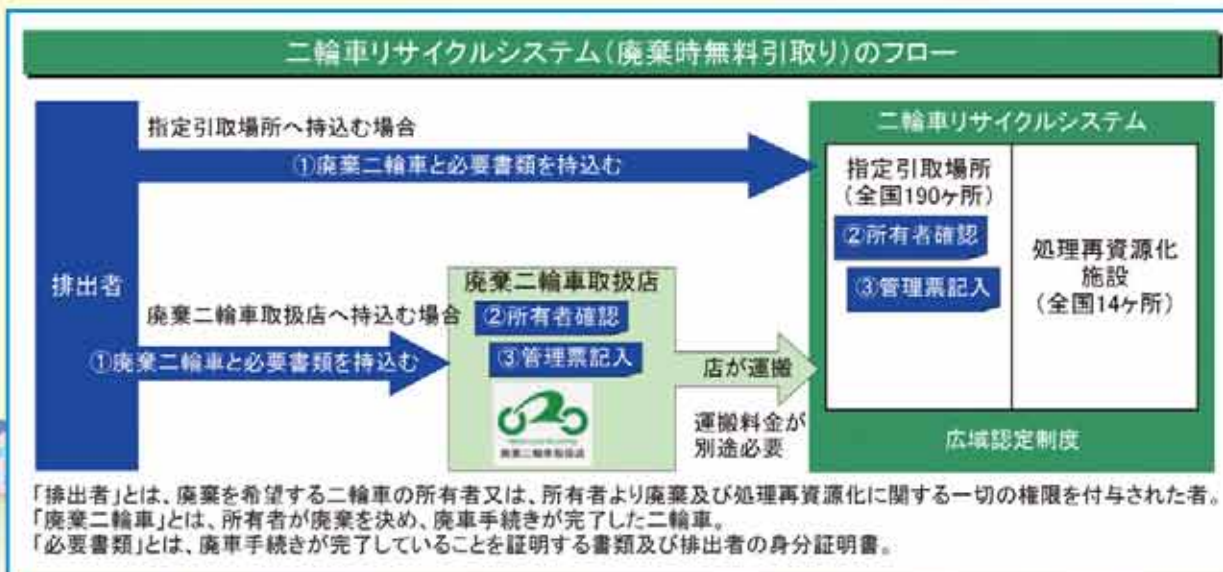 二輪車リサイクルシステム(廃棄時無料引取り)のフロー
排出者
指定引取場所へ持込む場合
①廃棄二輪車と必要書類を持込む
廃棄二輪車取扱店へ持込む場合
①廃棄二輪車と必要書類を持込む
廃棄二輪車取扱店
②所有者確認
③管理票記入
廃棄二輪車取扱店
店が運搬
運搬料金が
別途必要
二輪車リサイクルシステム
指定引取場所
(全国190ヶ所)
②所有者確認
③管理票記入
処理再資源化
施設
(全国14ヶ所)
広域認定制度
「排出者」とは、廃棄を希望する二輪車の所有者又は、所有者より廃棄及び処理再資源化に関する一切の権限を付与された者。
「廃棄二輪車」とは、所有者が廃棄を決め、廃車手続きが完了した二輪車。
「必要書類」とは、廃車手続きが完了していることを証明する書類及び排出者の身分証明書。